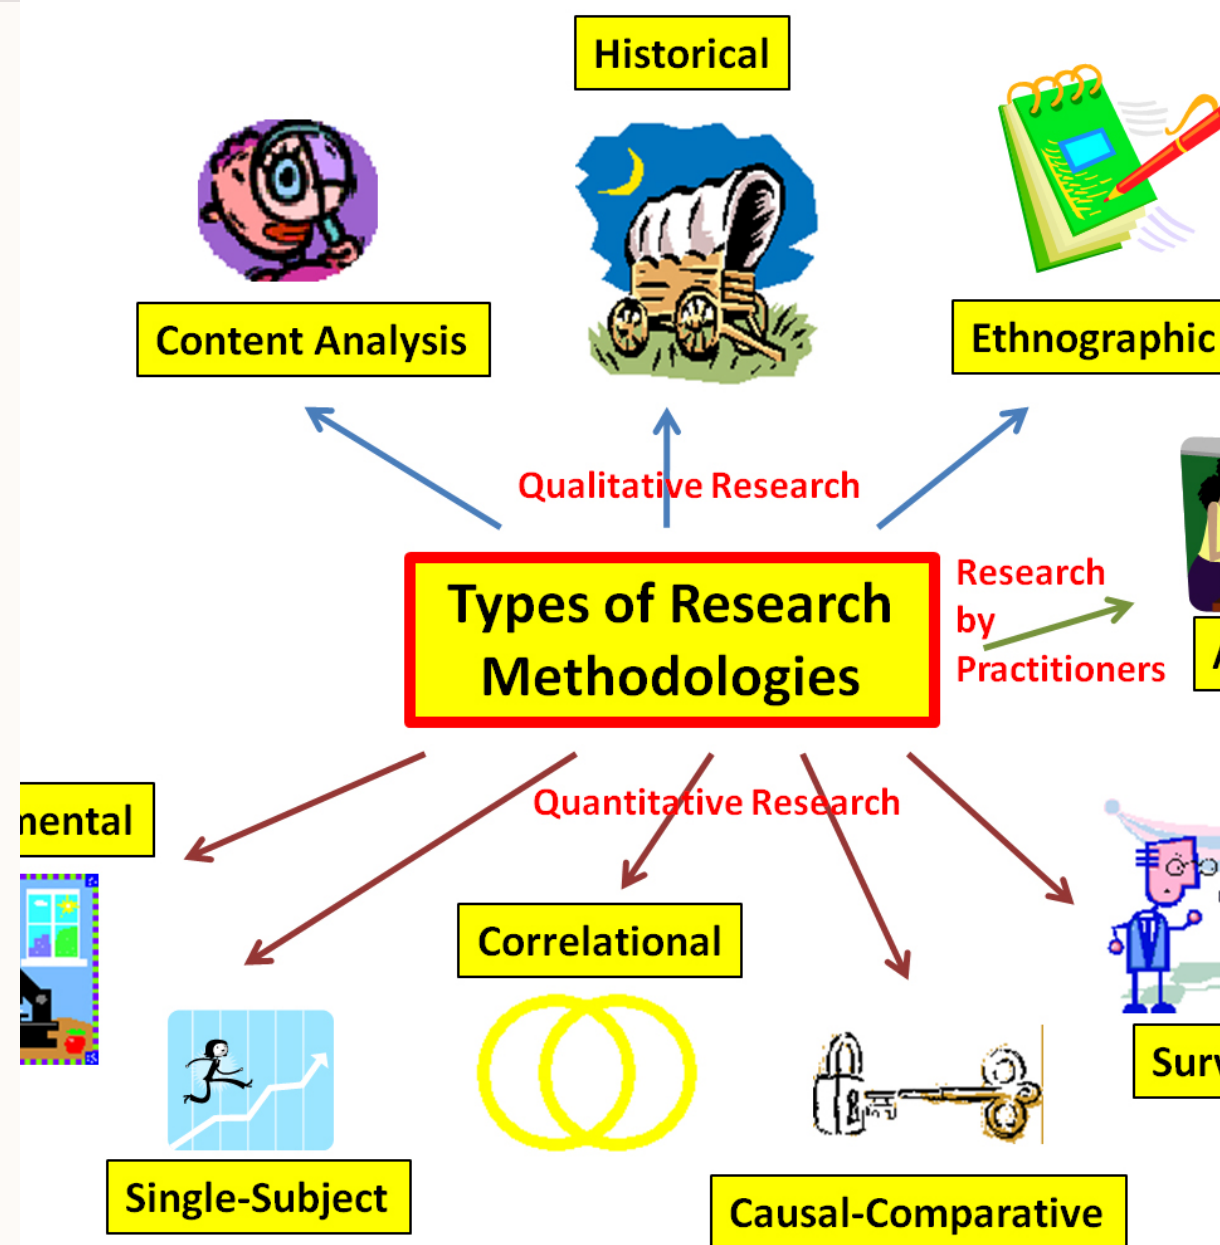 Historical
Content Analysis
Ethnographic
Qualitative Research
Types of Research
Methodologies
Research
by
Practitioners
Quantitative Research
Correlational
Single-Subject
Causal-Comparative